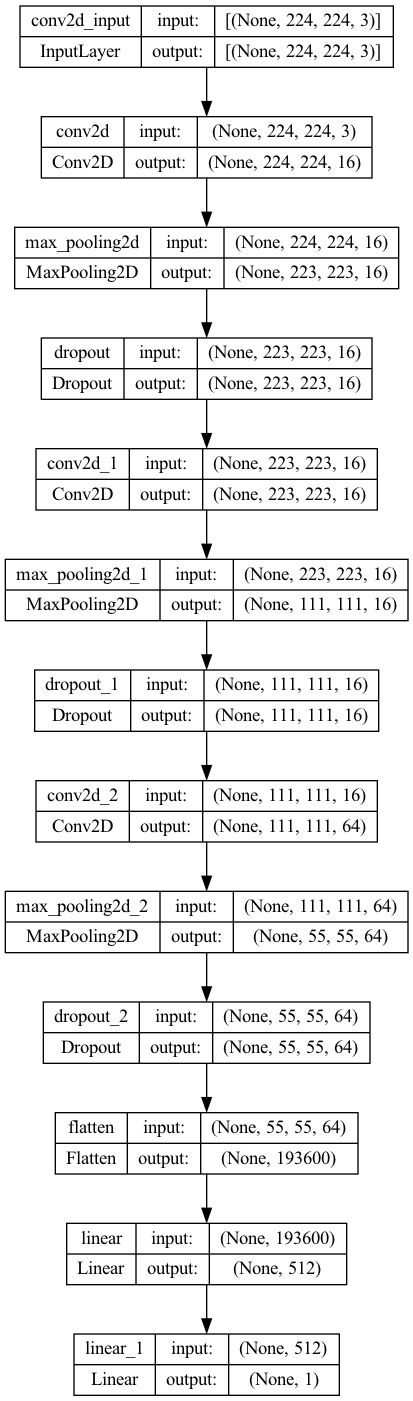 conv2d_input input: [(None, 224, 224, 3)]
InputLayer output: [(None, 224, 224, 3)]
conv2d input: (None, 224, 224, 3)
Conv2D output: (None, 224, 224, 16)
max_pooling2d input: (None, 224, 224, 16)
MaxPooling2D output: (None, 223, 223, 16)
dropout input: (None, 223, 223, 16)
Dropout output: (None, 223, 223, 16)
conv2d_1 input: (None, 223, 223, 16)
Conv2D output: (None, 223, 223, 16)
max_pooling2d_1 input: (None, 223, 223, 16)
MaxPooling2D output: (None, 111, 111, 16)
dropout_1 input: (None, 111, 111, 16)
Dropout output: (None, 111, 111, 16)
conv2d_2 input: (None, 111, 111, 16)
Conv2D output: (None, 111, 111, 64)
max_pooling2d_2 input: (None, 111, 111, 64)
MaxPooling2D output: (None, 55, 55, 64)
dropout_2 input: (None, 55, 55, 64)
Dropout output: (None, 55, 55, 64)
flatten input: (None, 55, 55, 64)
Flatten output: (None, 193600)
linear input: (None, 193600)
Linear output: (None, 512)
linear_1 input: (None, 512)
Linear output: (None, 1)